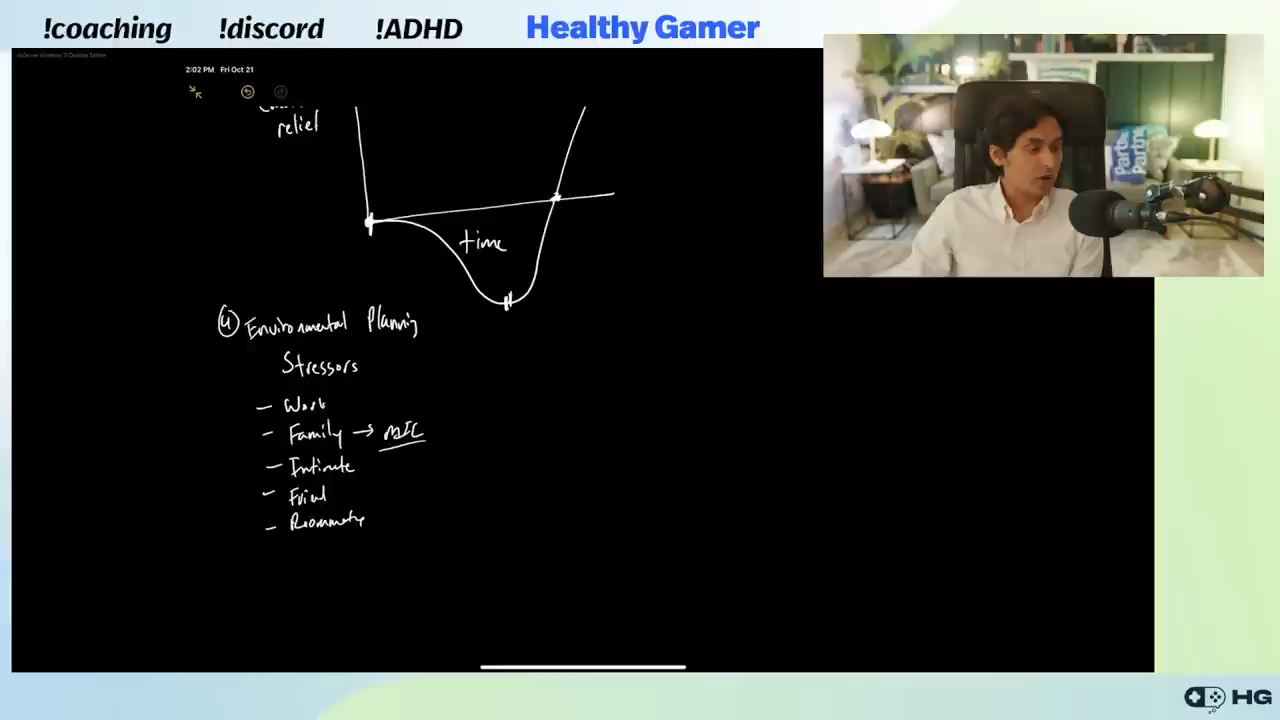 !coaching !discord !ADHD Healthy Gamer
2:02 PM Fri Oct 21
relief
time
④ Environmental Planning
Stressors
- Work
- Family → MIL
- Intimate
- Friend
- Roommate
HG